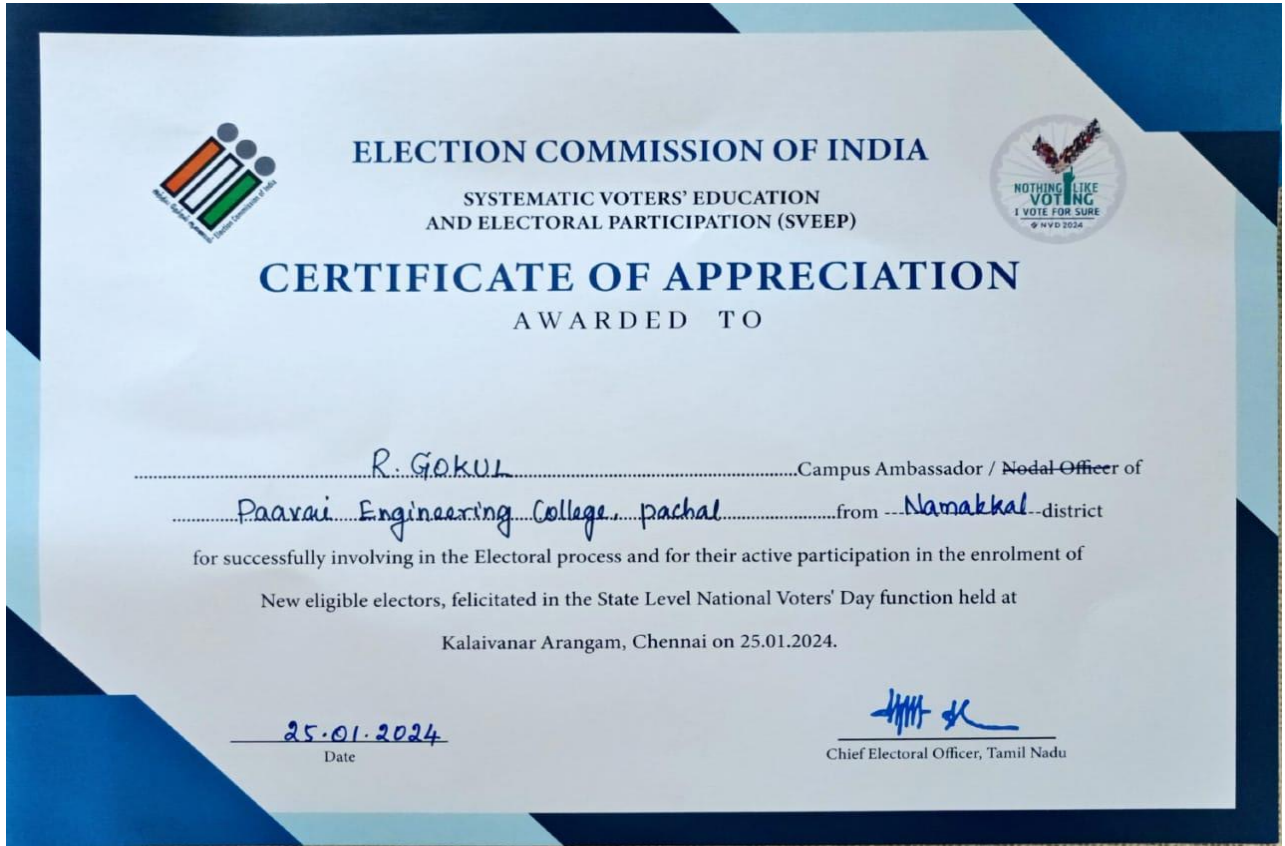 ELECTION COMMISSION OF INDIA
SYSTEMATIC VOTERS' EDUCATION
AND ELECTORAL PARTICIPATION (SVEEP)
NOTHING LIKE
VOTING
I VOTE FOR SURE
NVD 2024
Election Commission of India
CERTIFICATE OF APPRECIATION
AWARDED TO
R. GOKUL Campus Ambassador / Nodal Officer of
Paavai Engineering College, pachal from Namakkal district
for successfully involving in the Electoral process and for their active participation in the enrolment of
New eligible electors, felicitated in the State Level National Voters' Day function held at
Kalaivanar Arangam, Chennai on 25.01.2024.
25.01.2024
Date
Chief Electoral Officer, Tamil Nadu